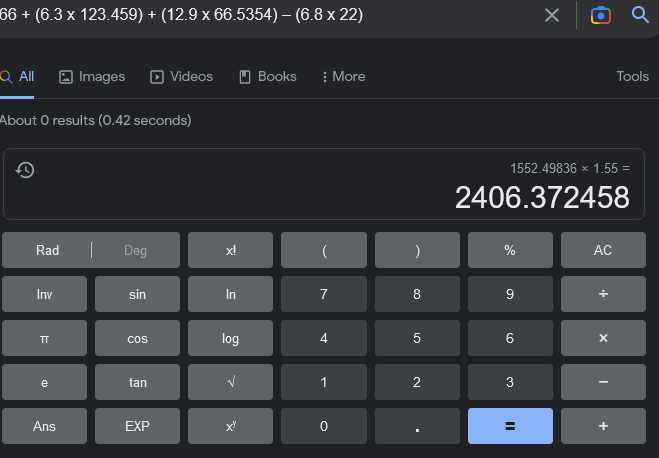 66 + (6.3 x 123.459) + (12.9 x 66.5354) – (6.8 x 22)
All Images Videos Books More Tools
About 0 results (0.42 seconds)
1552.49836 × 1.55 =
2406.372458
Rad Deg x! ( ) % AC
Inv sin ln 7 8 9 ÷
π cos log 4 5 6 ×
e tan √ 1 2 3 −
Ans EXP xʸ 0 . = +